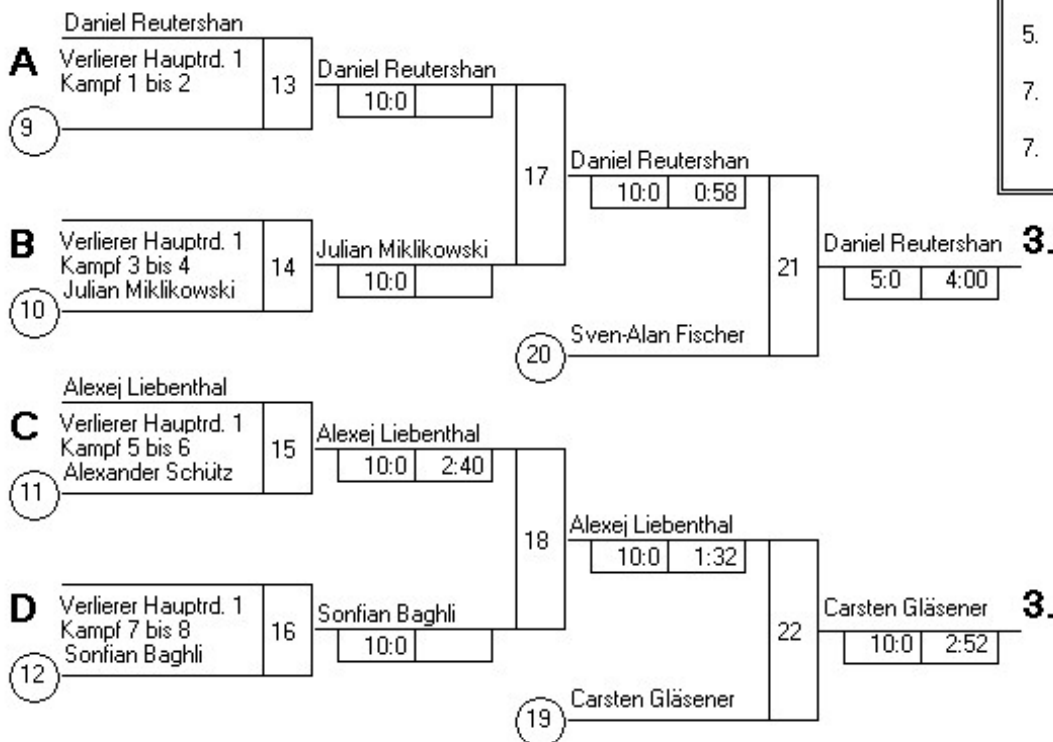 Daniel Reutershan
A
Verlierer Hauptrd. 1
Kampf 1 bis 2
13
9
Daniel Reutershan
10:0
17
B
Verlierer Hauptrd. 1
Kampf 3 bis 4
Julian Miklikowski
14
10
Julian Miklikowski
10:0
Daniel Reutershan
10:0 0:58
21
20
Sven-Alan Fischer
Daniel Reutershan
5:0 4:00
3.
Alexej Liebenthal
C
Verlierer Hauptrd. 1
Kampf 5 bis 6
Alexander Schütz
15
11
Alexej Liebenthal
10:0 2:40
18
D
Verlierer Hauptrd. 1
Kampf 7 bis 8
Sonfian Baghli
16
12
Sonfian Baghli
10:0
Alexej Liebenthal
10:0 1:32
22
19
Carsten Gläsener
Carsten Gläsener
10:0 2:52
3.
5.
7.
7.